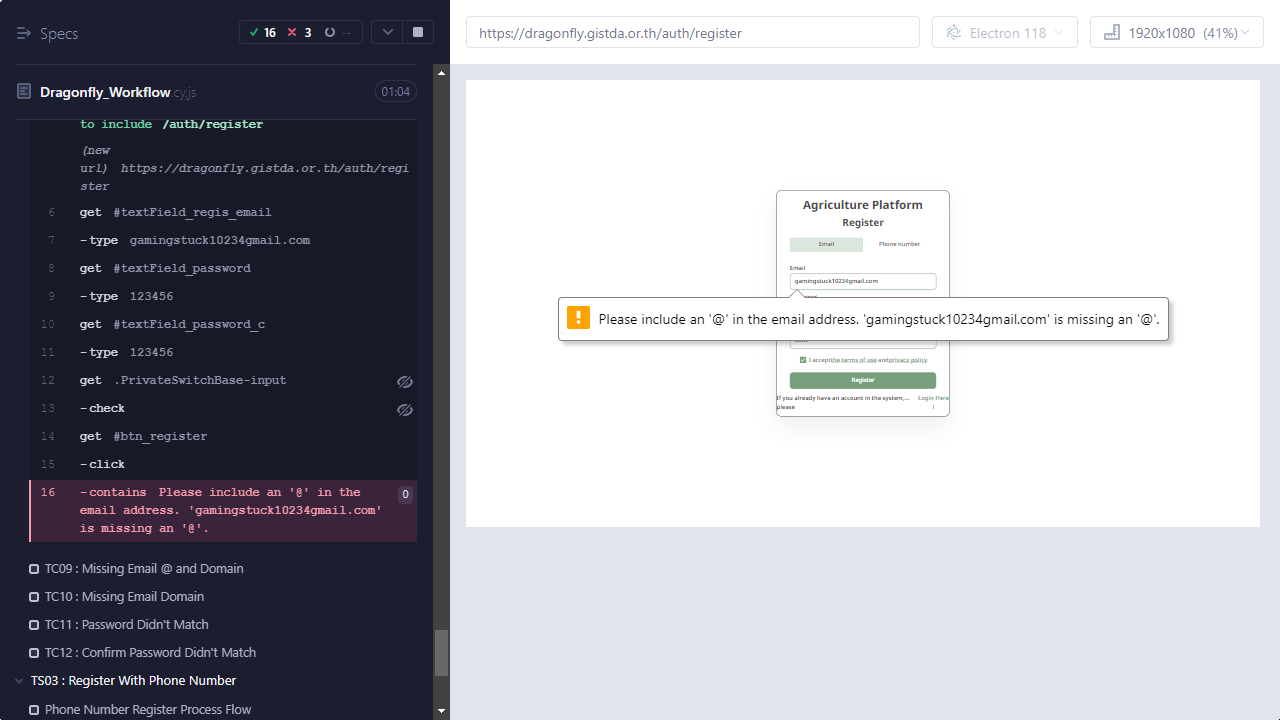 Specs
16
3
--
Dragonfly_Workflow.cy.js
01:04
to include /auth/register
(new
url) https://dragonfly.gistda.or.th/auth/regi
ster
6 get #textField_regis_email
7 -type gamingstuck10234gmail.com
8 get #textField_password
9 -type 123456
10 get #textField_password_c
11 -type 123456
12 get .PrivateSwitchBase-input
13 -check
14 get #btn_register
15 -click
16 -contains Please include an '@' in the 0
email address. 'gamingstuck10234gmail.com'
is missing an '@'.
TC09 : Missing Email @ and Domain
TC10 : Missing Email Domain
TC11 : Password Didn't Match
TC12 : Confirm Password Didn't Match
TS03 : Register With Phone Number
Phone Number Register Process Flow
https://dragonfly.gistda.or.th/auth/register
Electron 118
1920x1080 (41%)
Agriculture Platform
Register
Email Phone number
Email
gamingstuck10234gmail.com
Please include an '@' in the email address. 'gamingstuck10234gmail.com' is missing an '@'.
I acceptthe terms of use andprivacy policy
Register
If you already have an account in the system,... Login Here
please !